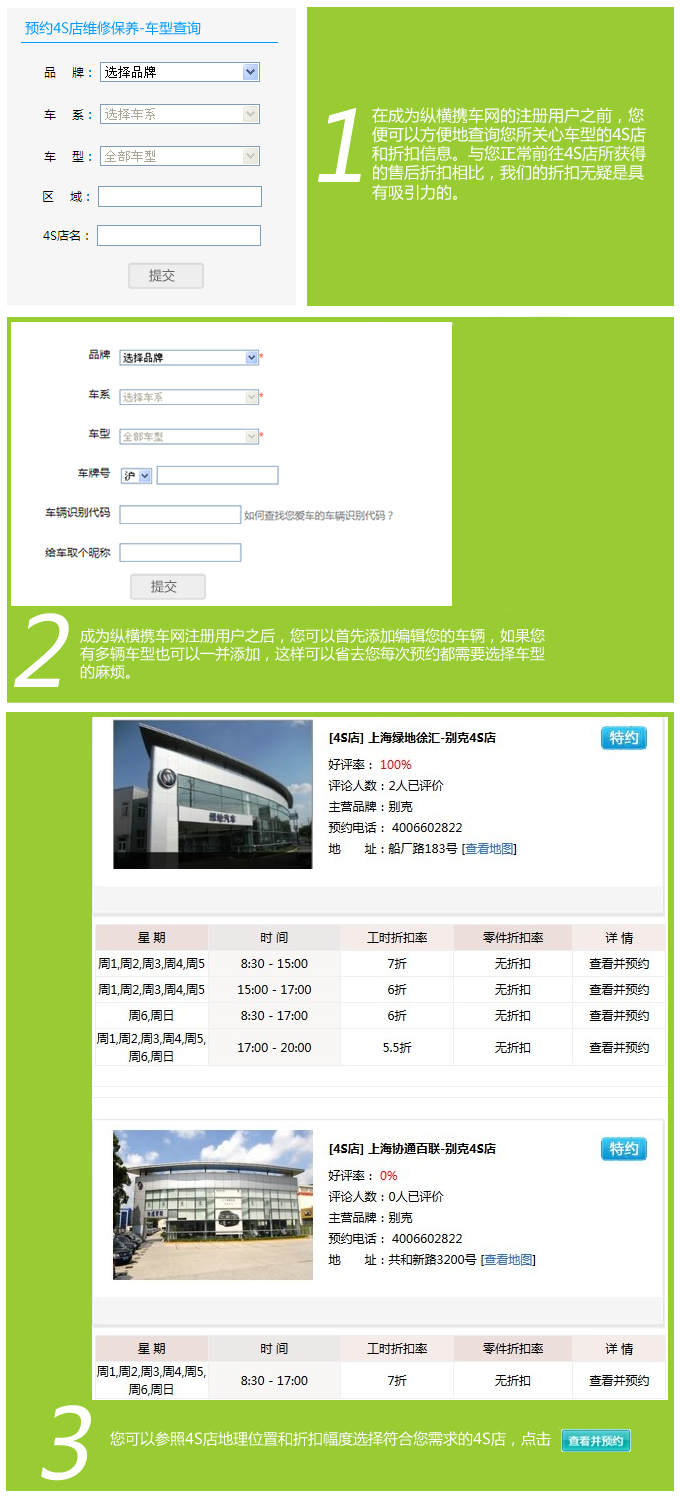 预约4S店维修保养-车型查询
品 牌： 选择品牌
车 系： 选择车系
车 型： 全部车型
区 域：
4S店名：
提交
1
在成为纵横携车网的注册用户之前，您
便可以方便地查询您所关心车型的4S店
和折扣信息。与您正常前往4S店所获得
的售后折扣相比，我们的折扣无疑是具
有吸引力的。
品牌 选择品牌 *
车系 选择车系 *
车型 全部车型 *
车牌号 沪
车辆识别代码 如何查找您爱车的车辆识别代码？
给车取个昵称
提交
2
成为纵横携车网注册用户之后，您可以首先添加编辑您的车辆，如果您
有多辆车型也可以一并添加，这样可以省去您每次预约都需要选择车型
的麻烦。
[4S店] 上海绿地徐汇-别克4S店 特约
好评率： 100%
评论人数：2人已评价
主营品牌：别克
预约电话： 4006602822
地 址：船厂路183号 [查看地图]
星 期 时 间 工时折扣率 零件折扣率 详 情
周1,周2,周3,周4,周5 8:30 - 15:00 7折 无折扣 查看并预约
周1,周2,周3,周4,周5 15:00 - 17:00 6折 无折扣 查看并预约
周6,周日 8:30 - 17:00 6折 无折扣 查看并预约
周1,周2,周3,周4,周5,
周6,周日 17:00 - 20:00 5.5折 无折扣 查看并预约
[4S店] 上海协通百联-别克4S店 特约
好评率： 0%
评论人数：0人已评价
主营品牌：别克
预约电话： 4006602822
地 址：共和新路3200号 [查看地图]
星 期 时 间 工时折扣率 零件折扣率 详 情
周1,周2,周3,周4,周5,
周6,周日 8:30 - 17:00 7折 无折扣 查看并预约
3
您可以参照4S店地理位置和折扣幅度选择符合您需求的4S店，点击 查看并预约